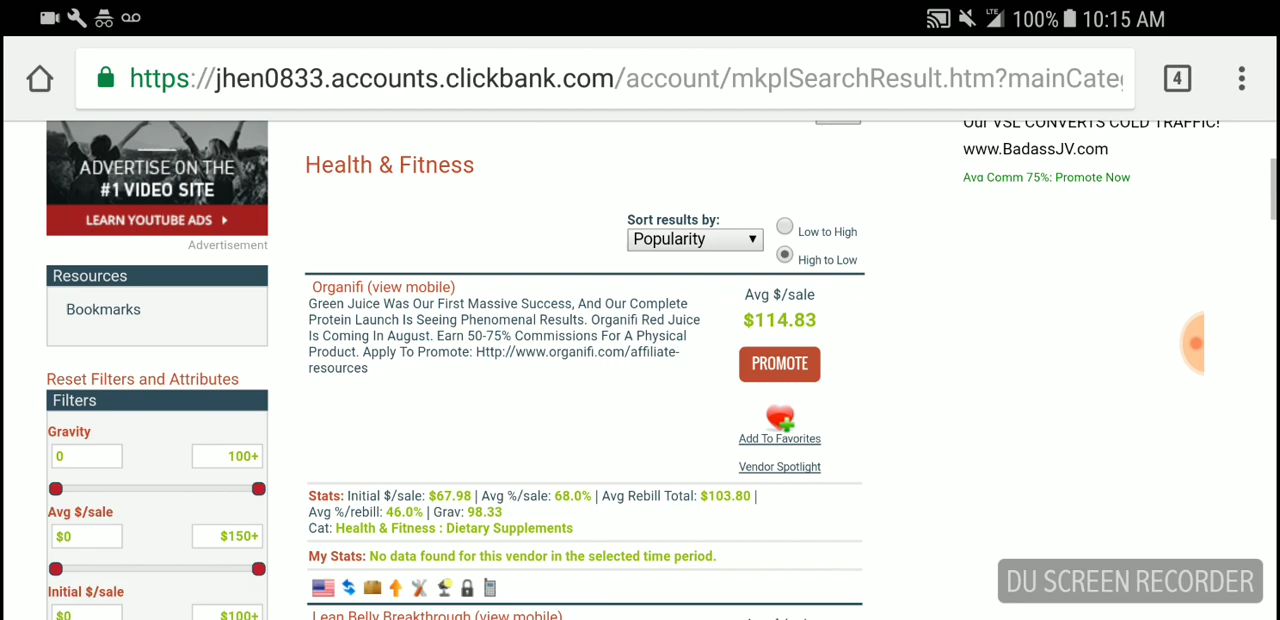 LTE 100% 10:15 AM
https://jhen0833.accounts.clickbank.com/account/mkplSearchResult.htm?mainCate
4
Our VSL CONVERTS COLD TRAFFIC!
www.BadassJV.com
Avg Comm 75%: Promote Now
ADVERTISE ON THE
#1 VIDEO SITE
LEARN YOUTUBE ADS
Advertisement
Health & Fitness
Sort results by:
Popularity
Low to High
High to Low
Resources
Bookmarks
Organifi (view mobile)
Green Juice Was Our First Massive Success, And Our Complete
Protein Launch Is Seeing Phenomenal Results. Organifi Red Juice
Is Coming In August. Earn 50-75% Commissions For A Physical
Product. Apply To Promote: Http://www.organifi.com/affiliate-
resources
Avg $/sale
$114.83
PROMOTE
Add To Favorites
Vendor Spotlight
Reset Filters and Attributes
Filters
Gravity
0 100+
Avg $/sale
$0 $150+
Initial $/sale
$0 $100+
Stats: Initial $/sale: $67.98 | Avg %/sale: 68.0% | Avg Rebill Total: $103.80 |
Avg %/rebill: 46.0% | Grav: 98.33
Cat: Health & Fitness : Dietary Supplements
My Stats: No data found for this vendor in the selected time period.
Lean Belly Breakthrough (view mobile)
DU SCREEN RECORDER